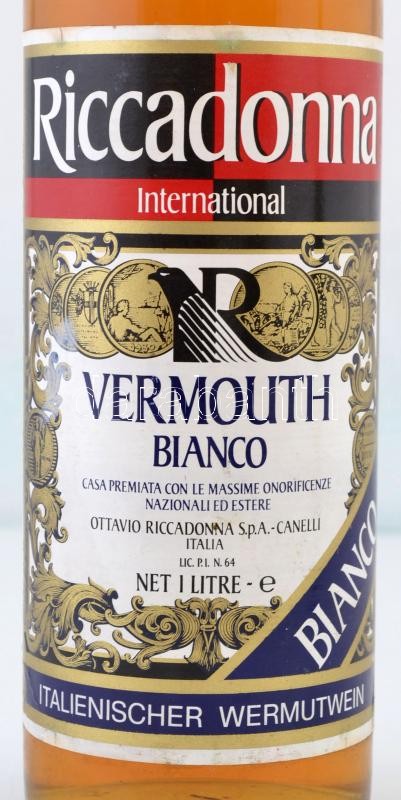 Riccadonna
International
R
VERMOUTH
BIANCO
CASA PREMIATA CON LE MASSIME ONORIFICENZE
NAZIONALI ED ESTERE
OTTAVIO RICCADONNA S.p.A.-CANELLI
ITALIA
LIC. P.I. N. 64
NET 1 LITRE - e
BIANCO
ITALIENISCHER WERMUTWEIN